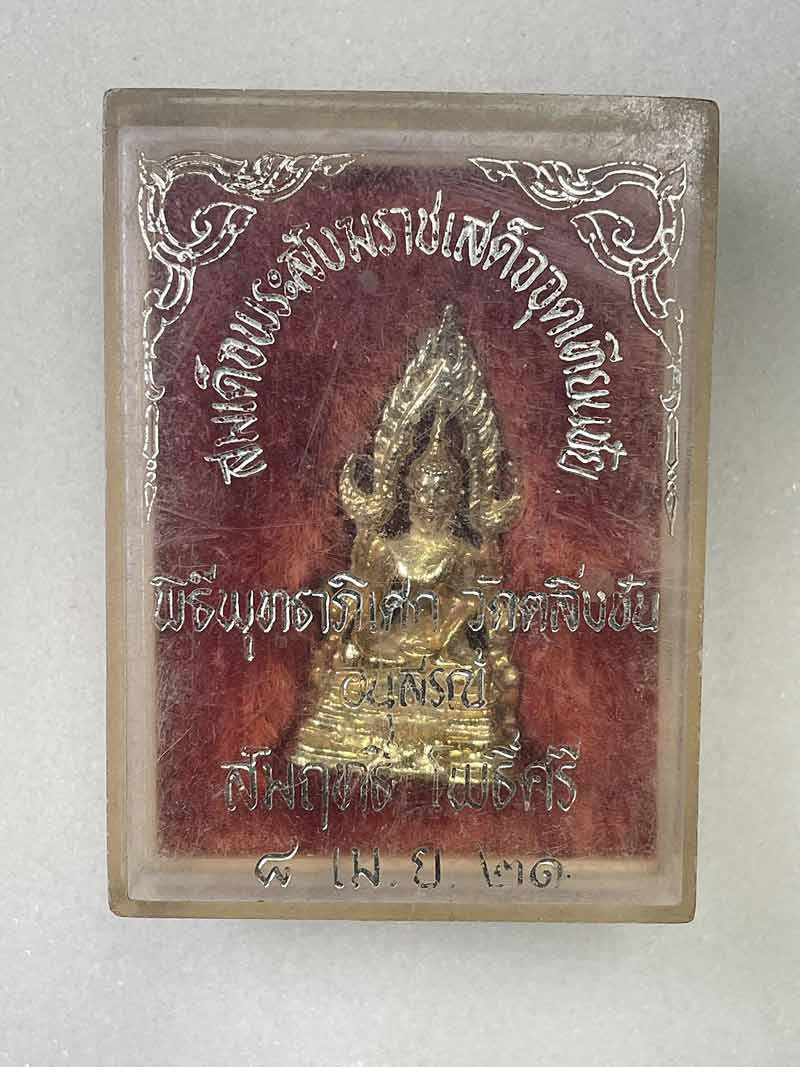 สมเด็จพระสังฆราชเสด็จจุดเทียนชัย
พิธีพุทธาภิเศก วัดตลิ่งชัน
อนุสรณ์
สัมฤทธิ์ โพธิ์ศรี
๘ เม.ย. ๒๑